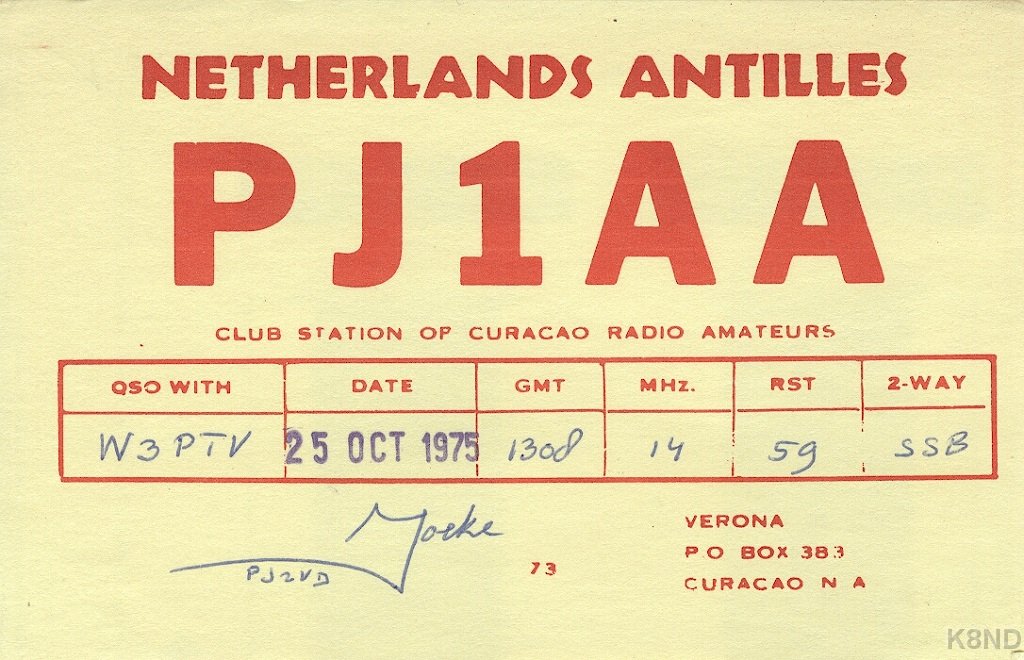 NETHERLANDS ANTILLES
PJ1AA
CLUB STATION OF CURACAO RADIO AMATEURS
QSO WITH DATE GMT MHz. RST 2-WAY
W3PTV 25 OCT 1975 1308 14 59 SSB
PJ2VD
73
VERONA
P.O BOX 383
CURACAO N A
K8ND